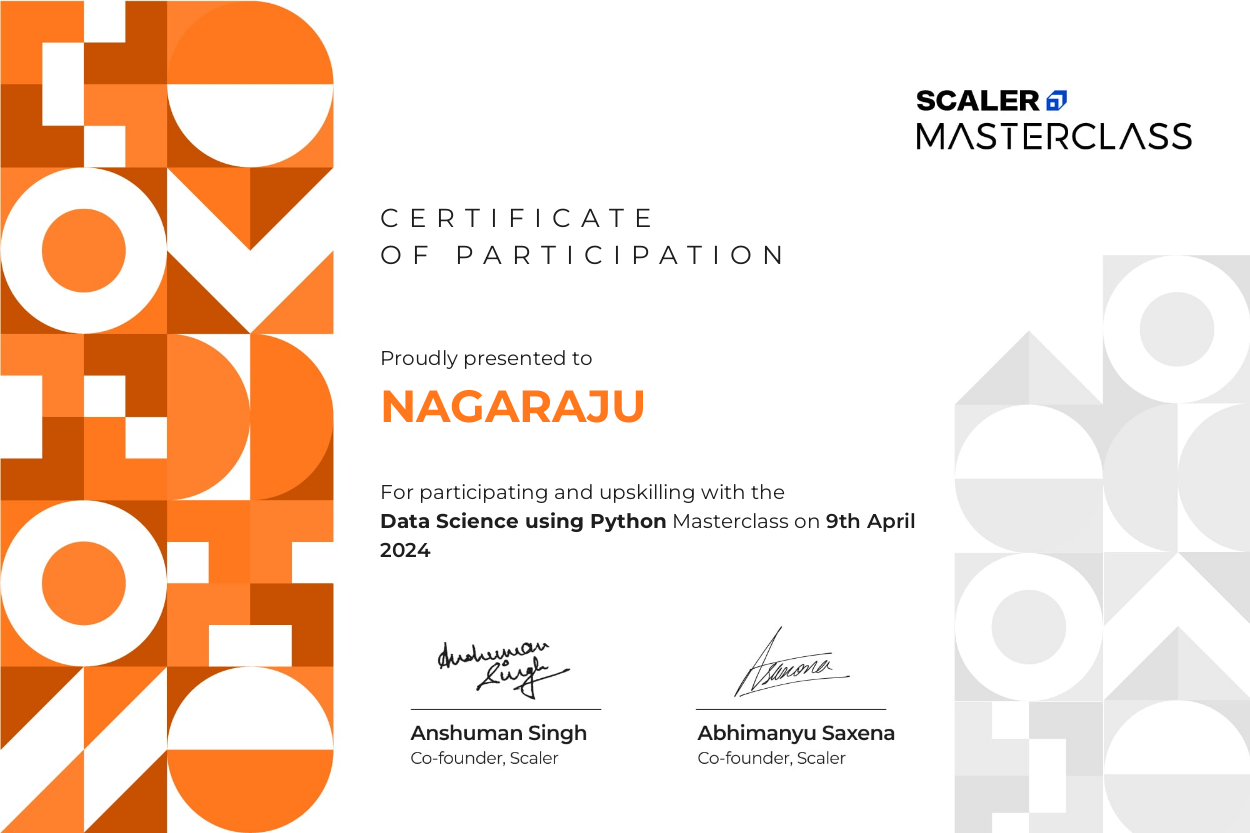 SCALER
MASTERCLASS
CERTIFICATE
OF PARTICIPATION
Proudly presented to
NAGARAJU
For participating and upskilling with the
Data Science using Python Masterclass on 9th April
2024
Anshuman
Singh
Asaxena
Anshuman Singh
Co-founder, Scaler
Abhimanyu Saxena
Co-founder, Scaler